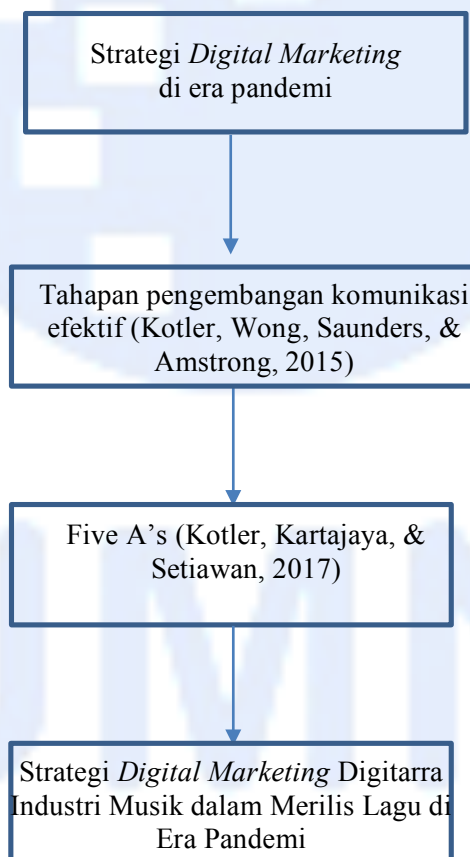 Strategi Digital Marketing
di era pandemi
Tahapan pengembangan komunikasi
efektif (Kotler, Wong, Saunders, &
Amstrong, 2015)
Five A’s (Kotler, Kartajaya, &
Setiawan, 2017)
Strategi Digital Marketing Digitarra
Industri Musik dalam Merilis Lagu di
Era Pandemi